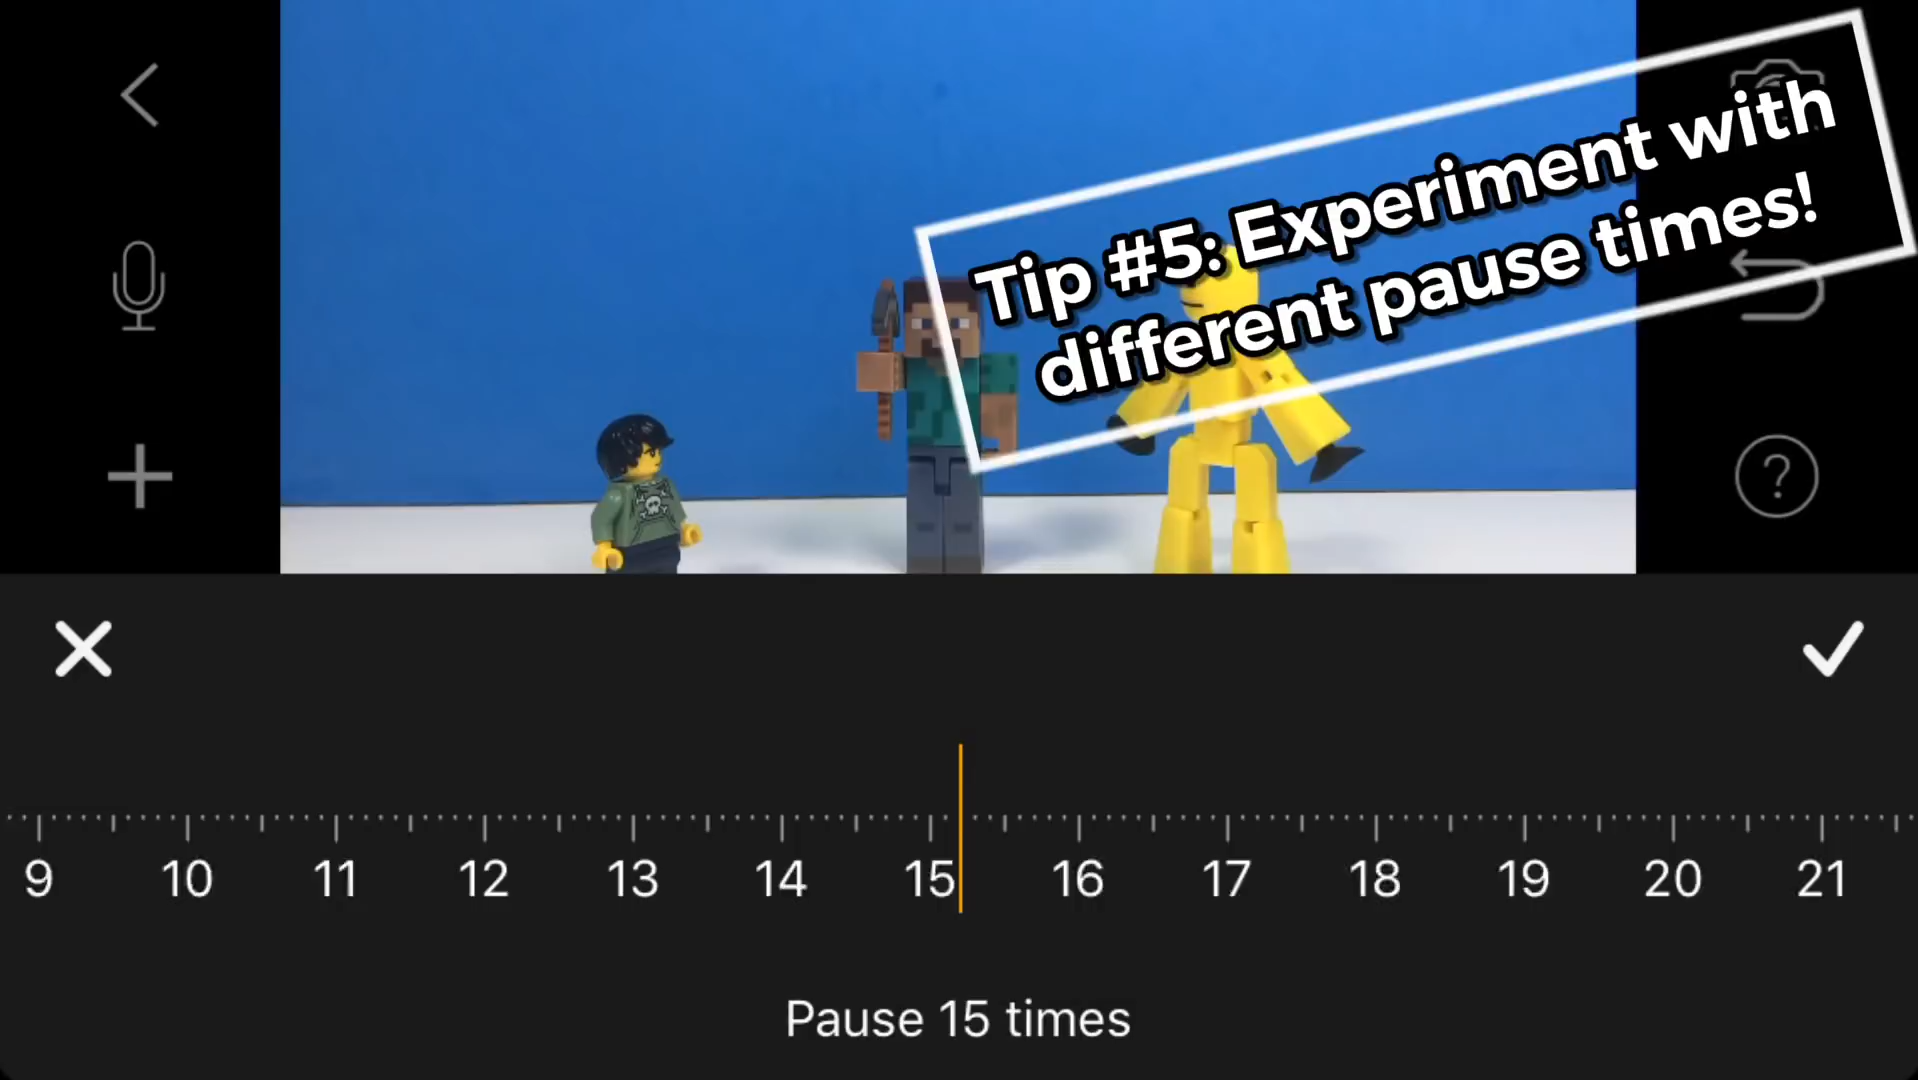 Tip #5: Experiment with
different pause times!
9 10 11 12 13 14 15 16 17 18 19 20 21
Pause 15 times